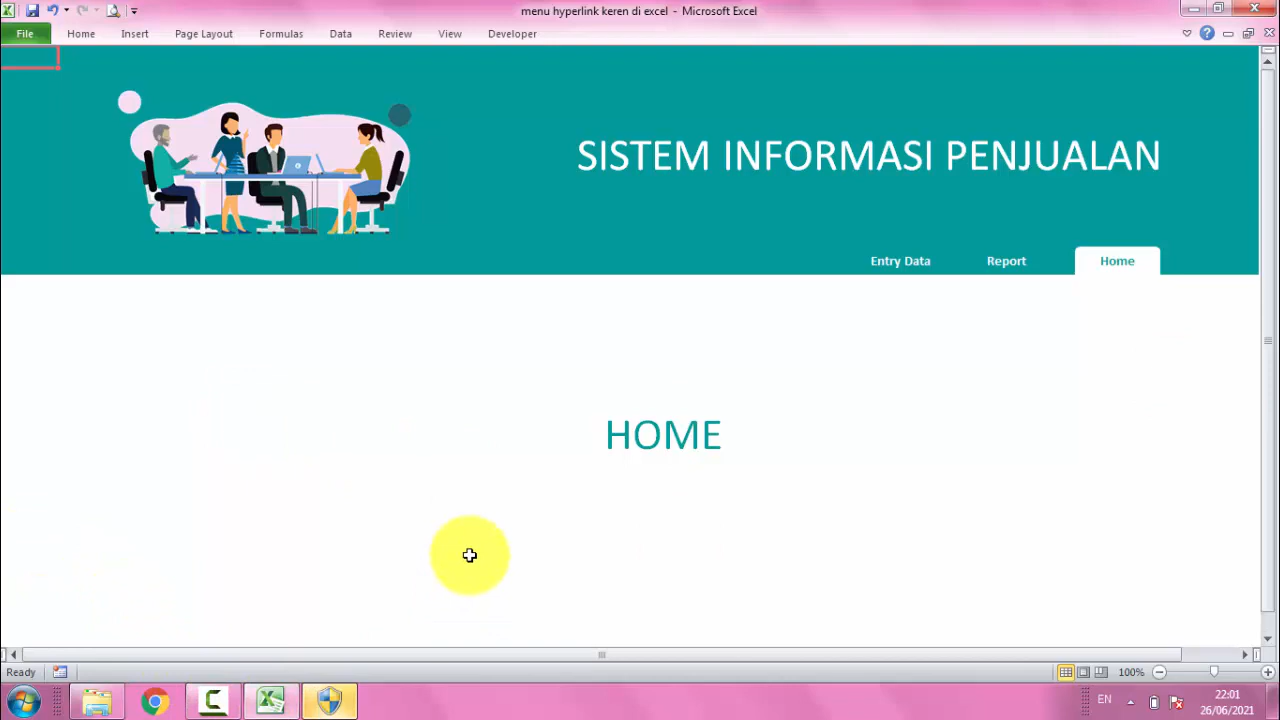 menu hyperlink keren di excel - Microsoft Excel
File Home Insert Page Layout Formulas Data Review View Developer
SISTEM INFORMASI PENJUALAN
Entry Data Report Home
HOME
Ready
100%
EN
22:01
26/06/2021